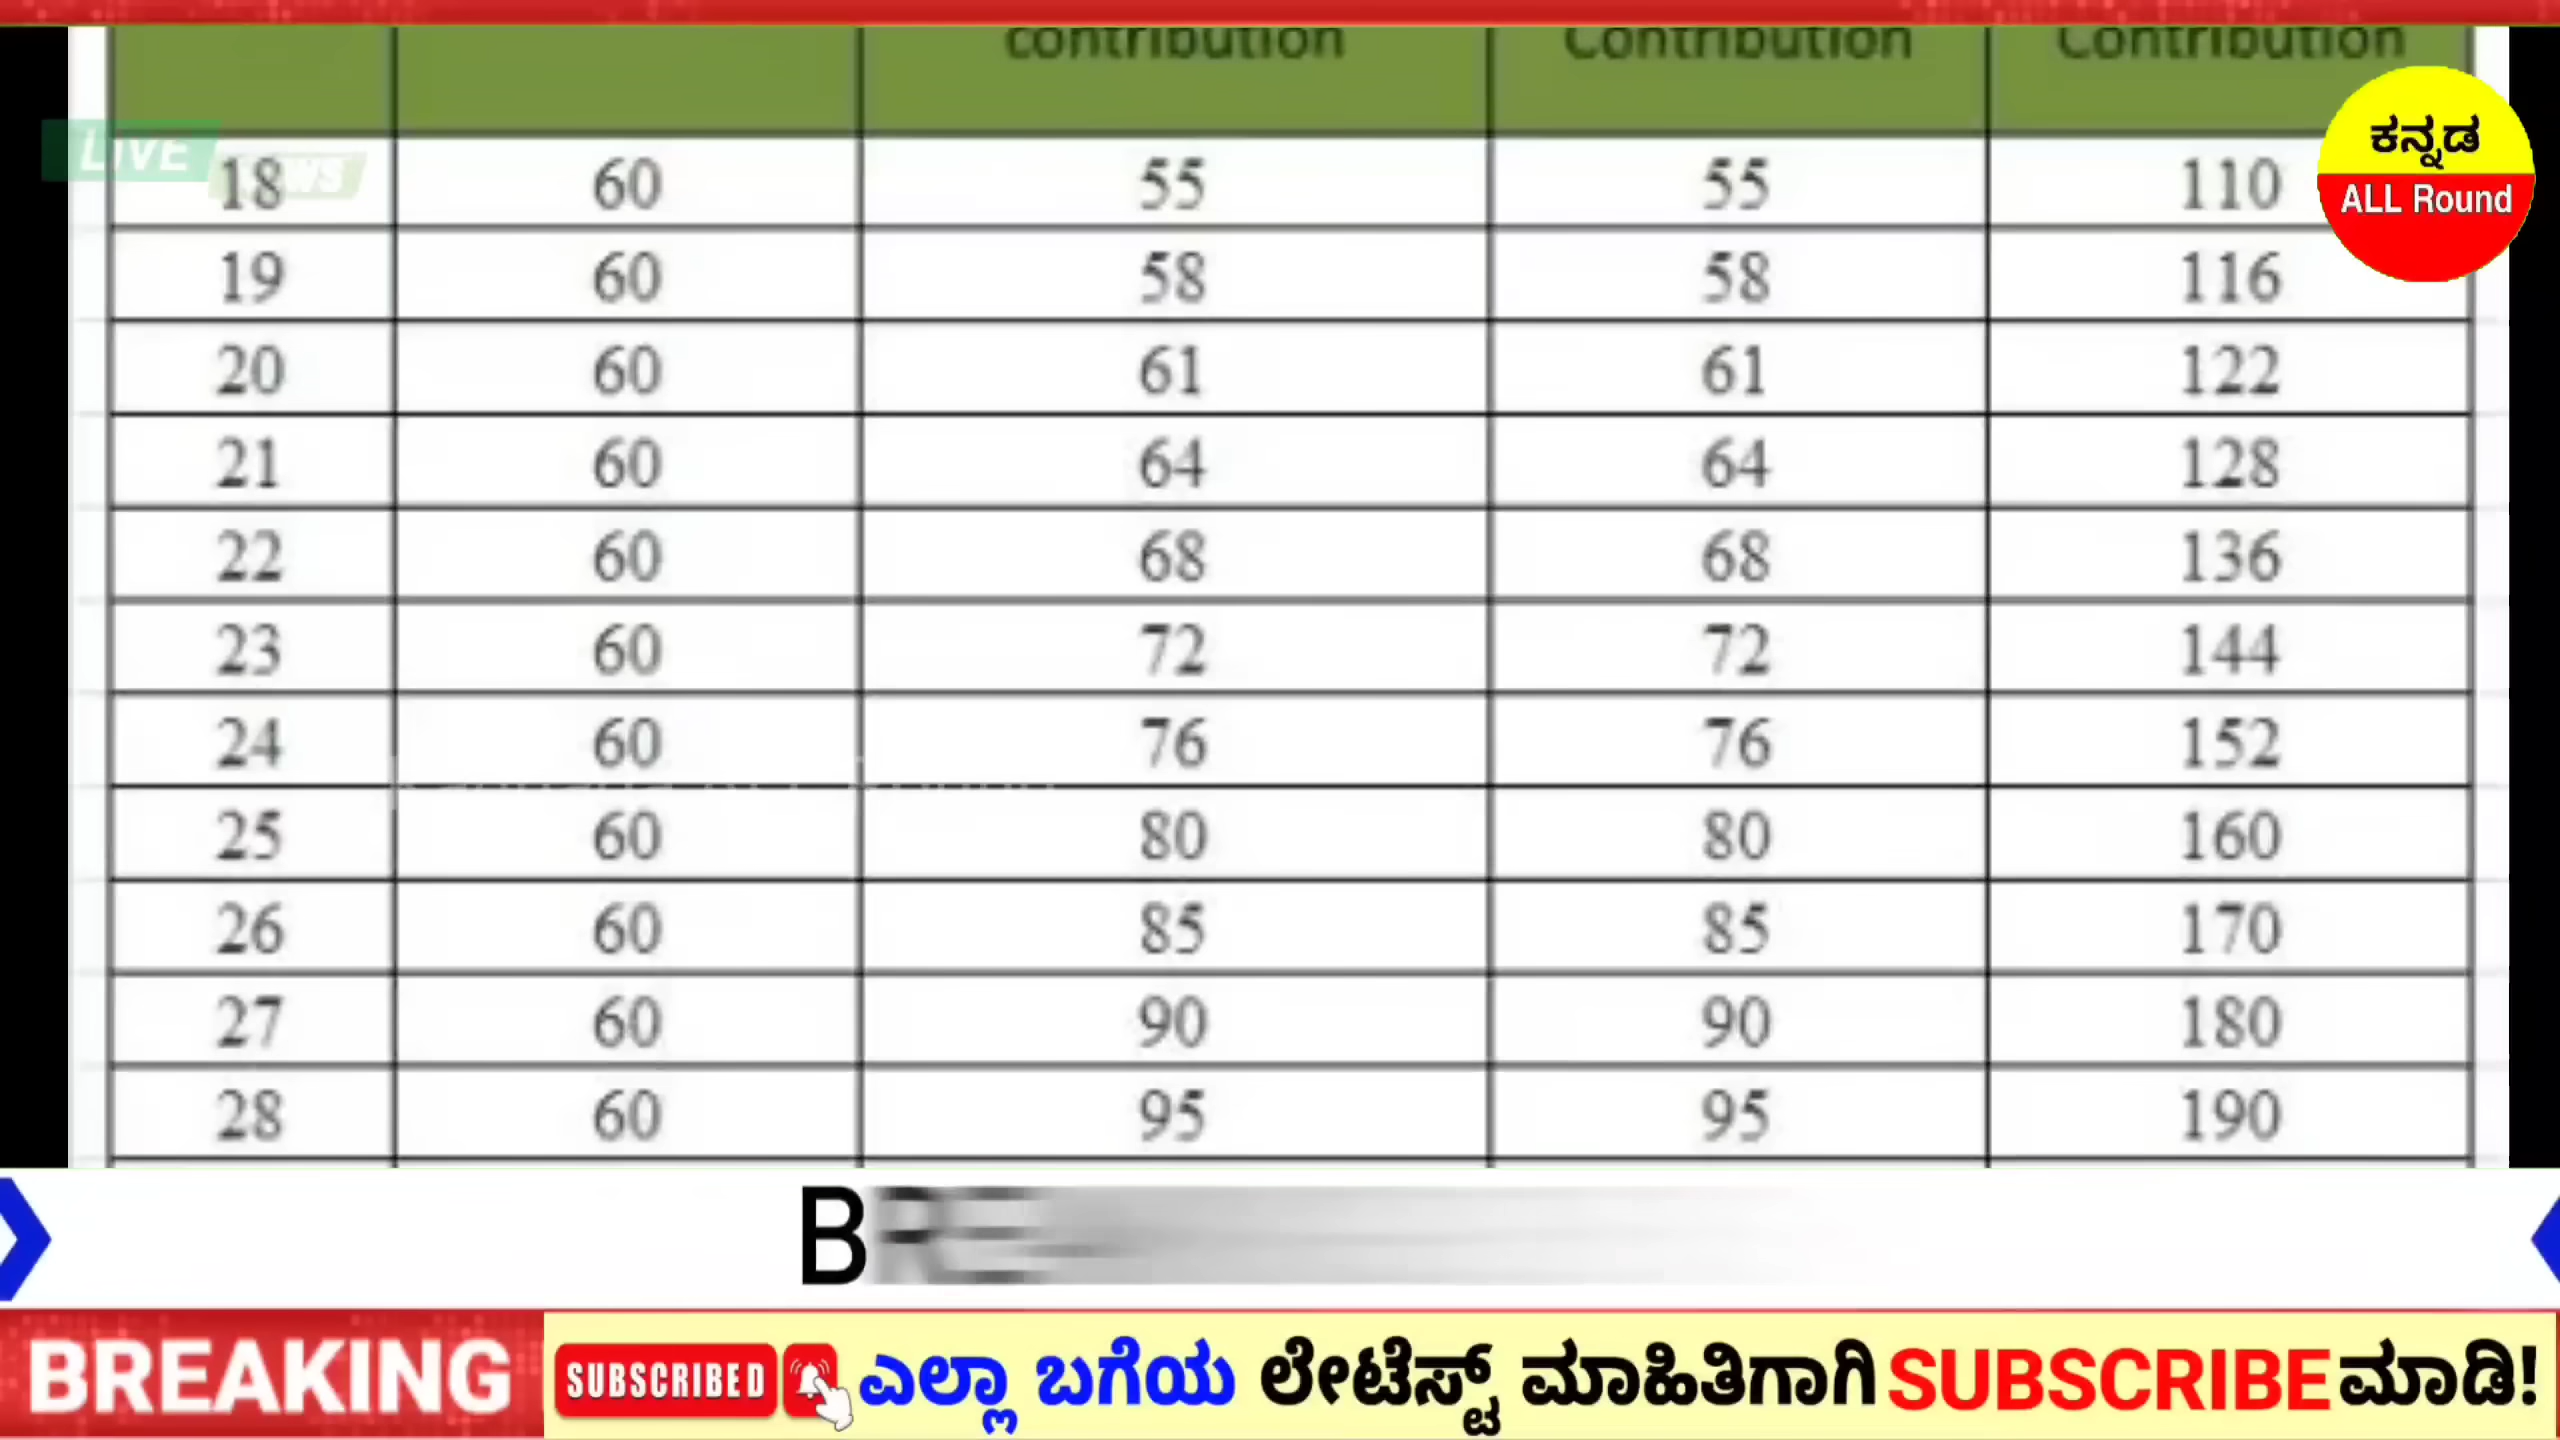 contribution Contribution Contribution
LIVE
NEWS
ಕನ್ನಡ
ALL Round
18 60 55 55 110
19 60 58 58 116
20 60 61 61 122
21 60 64 64 128
22 60 68 68 136
23 60 72 72 144
24 60 76 76 152
25 60 80 80 160
26 60 85 85 170
27 60 90 90 180
28 60 95 95 190
BRE
BREAKING SUBSCRIBED ಎಲ್ಲಾ ಬಗೆಯ ಲೇಟೆಸ್ಟ್ ಮಾಹಿತಿಗಾಗಿ SUBSCRIBE ಮಾಡಿ!